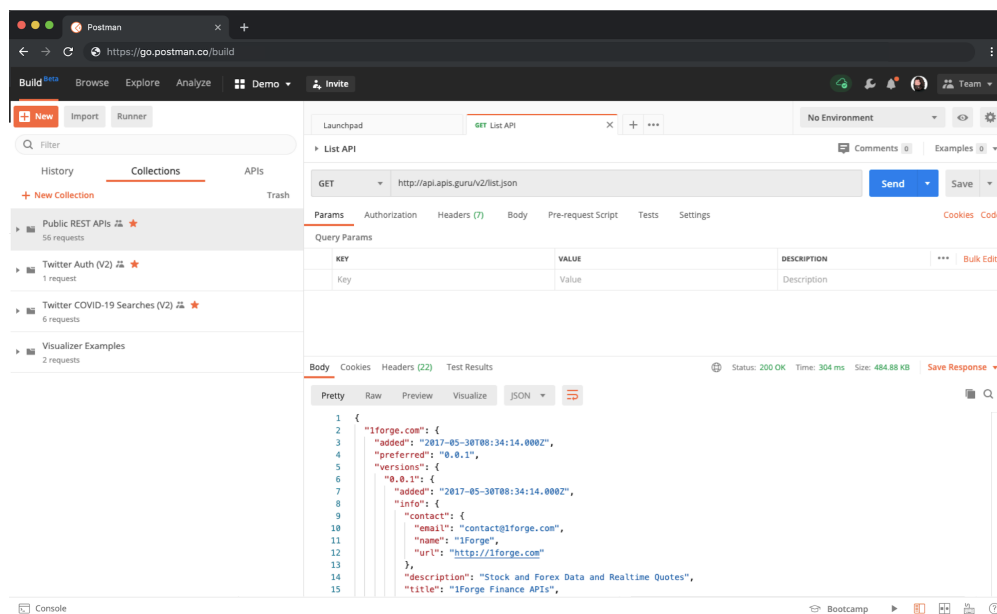 Postman
https://go.postman.co/build
Build Beta Browse Explore Analyze Demo Invite Team
New Import Runner
Filter
History Collections APIs
New Collection Trash
Public REST APIs
56 requests
Twitter Auth (V2)
1 request
Twitter COVID-19 Searches (V2)
6 requests
Visualizer Examples
2 requests
Launchpad GET List API No Environment
List API Comments 0 Examples 0
GET http://api.apis.guru/v2/list.json Send Save
Params Authorization Headers (7) Body Pre-request Script Tests Settings Cookies Code
Query Params
KEY VALUE DESCRIPTION Bulk Edit
Key Value Description
Body Cookies Headers (22) Test Results Status: 200 OK Time: 304 ms Size: 484.88 KB Save Response
Pretty Raw Preview Visualize JSON
1 {
2 "1forge.com": {
3 "added": "2017-05-30T08:34:14.000Z",
4 "preferred": "0.0.1",
5 "versions": {
6 "0.0.1": {
7 "added": "2017-05-30T08:34:14.000Z",
8 "info": {
9 "contact": {
10 "email": "contact@1forge.com",
11 "name": "1Forge",
12 "url": "http://1forge.com"
13 },
14 "description": "Stock and Forex Data and Realtime Quotes",
15 "title": "1Forge Finance APIs",
Console Bootcamp